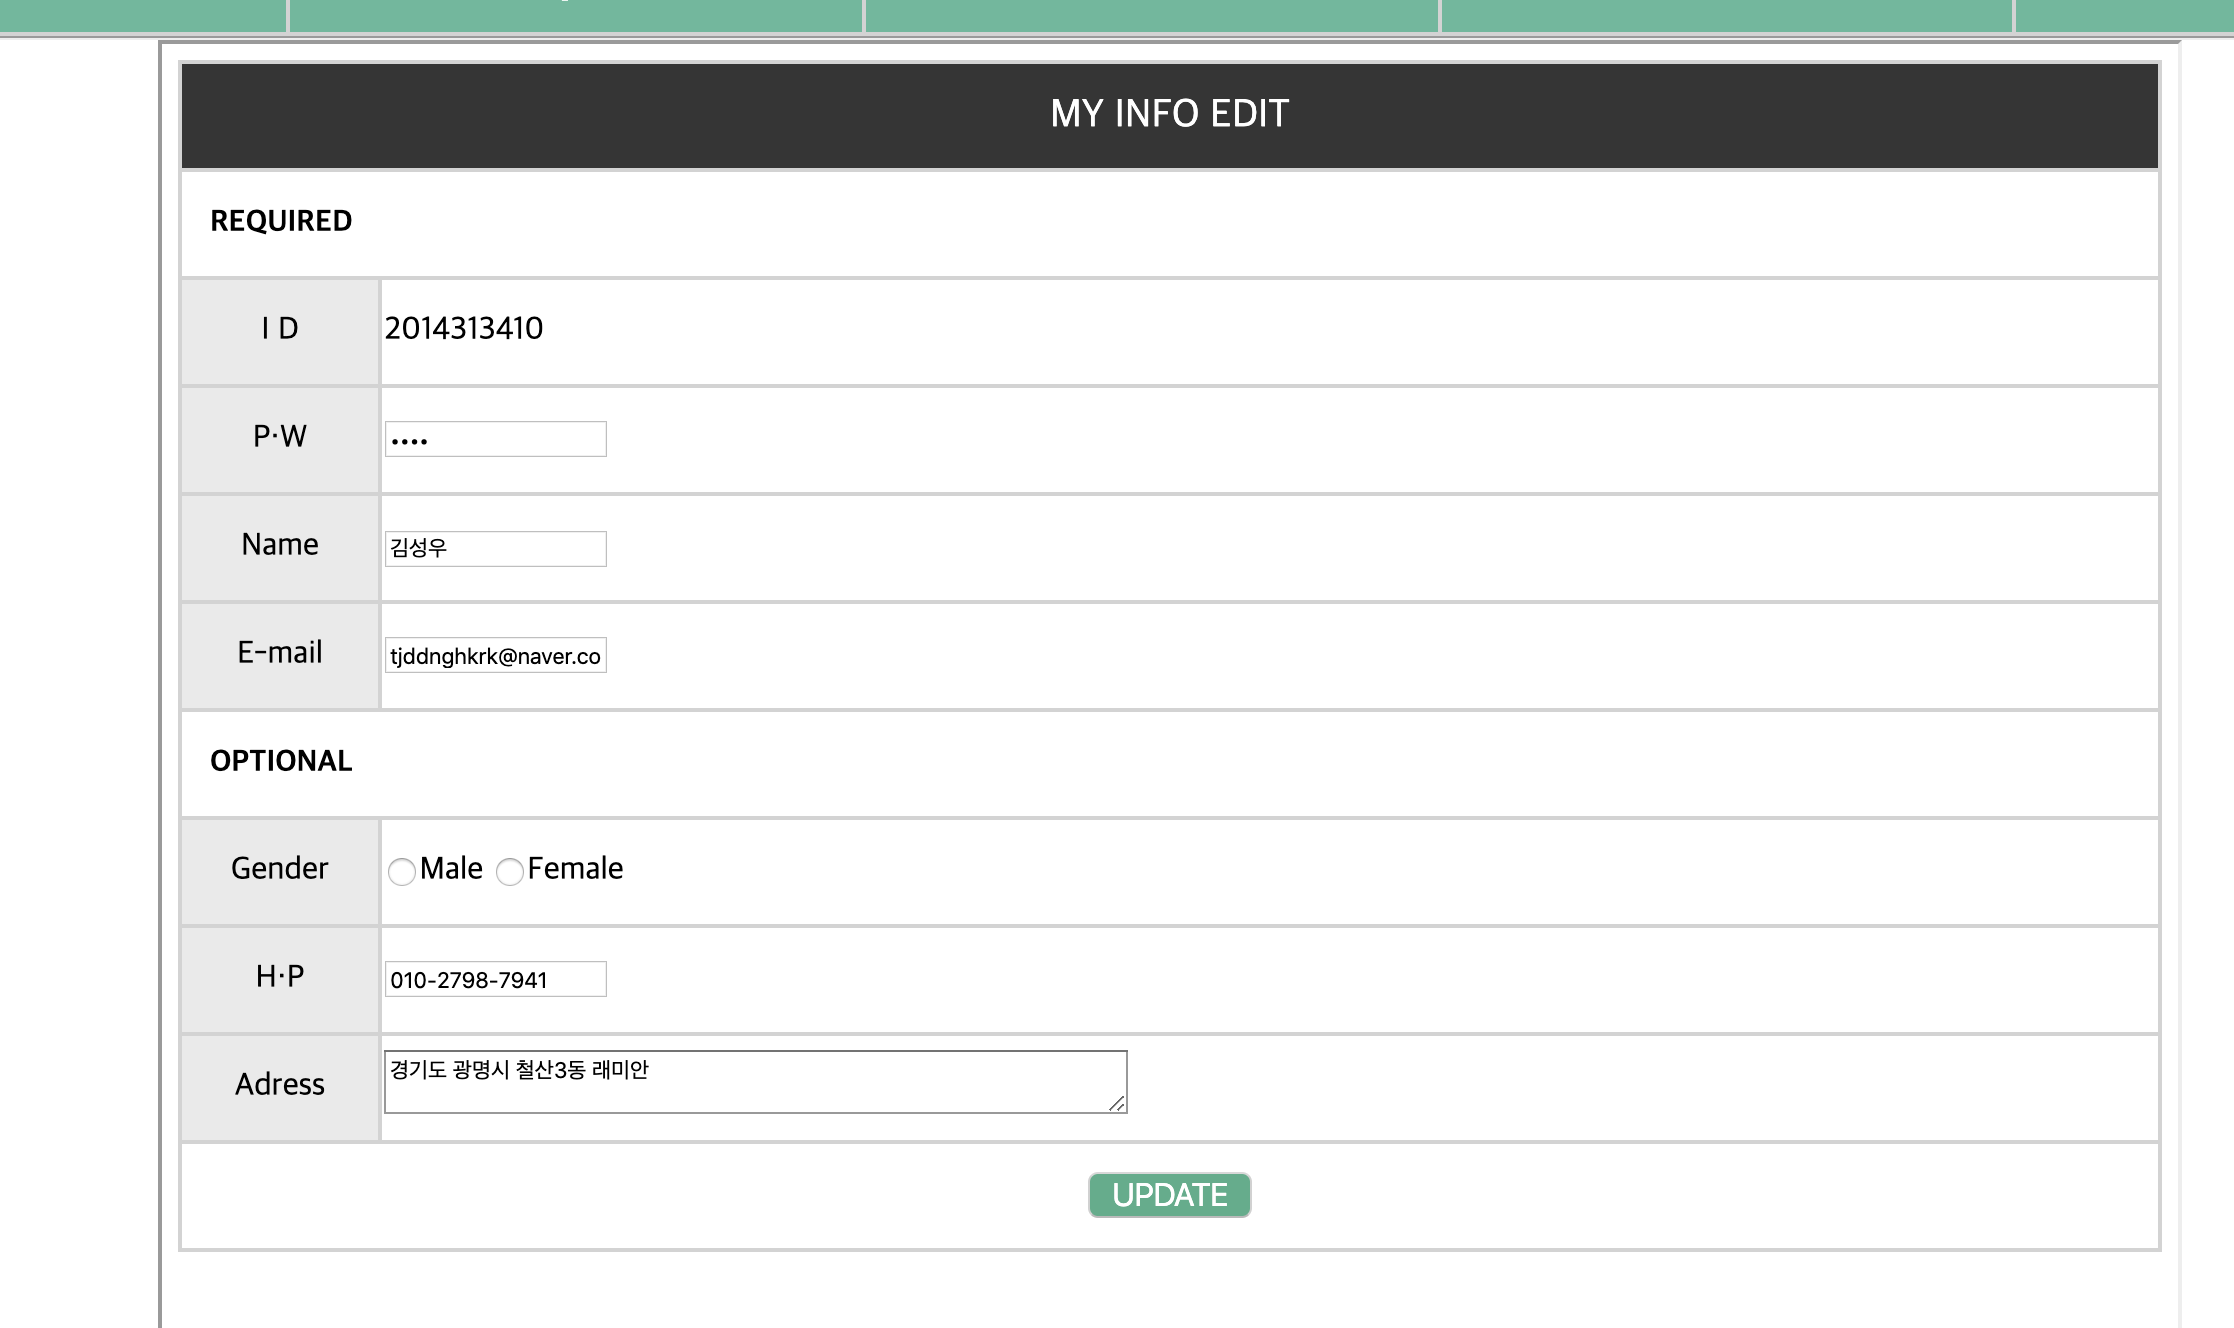 MY INFO EDIT
REQUIRED
I D 2014313410
P·W ••••
Name 김성우
E-mail tjddnghkrk@naver.co
OPTIONAL
Gender Male Female
H·P 010-2798-7941
Adress 경기도 광명시 철산3동 래미안
UPDATE